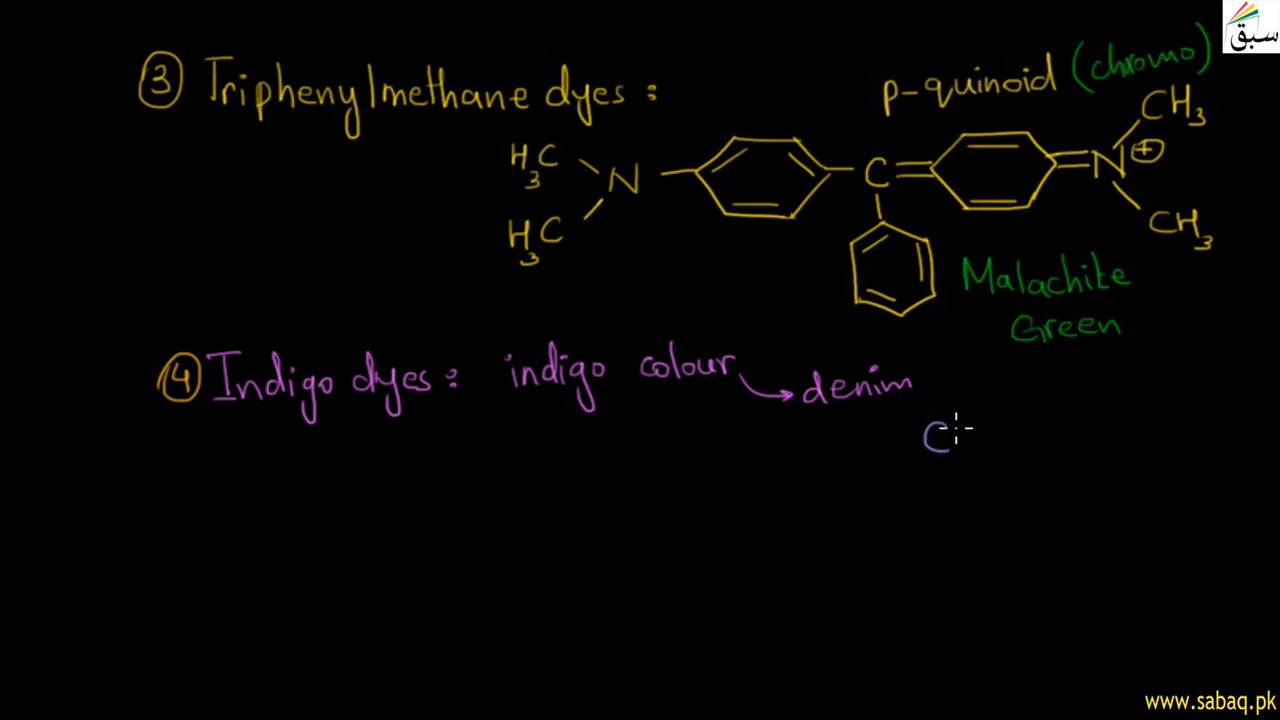 سبق
③ Triphenylmethane dyes :
p-quinoid (chromo)
H3C
CH3
N
C
N
+
H3C
CH3
Malachite
Green
④ Indigo dyes : indigo colour → denim
C
www.sabaq.pk